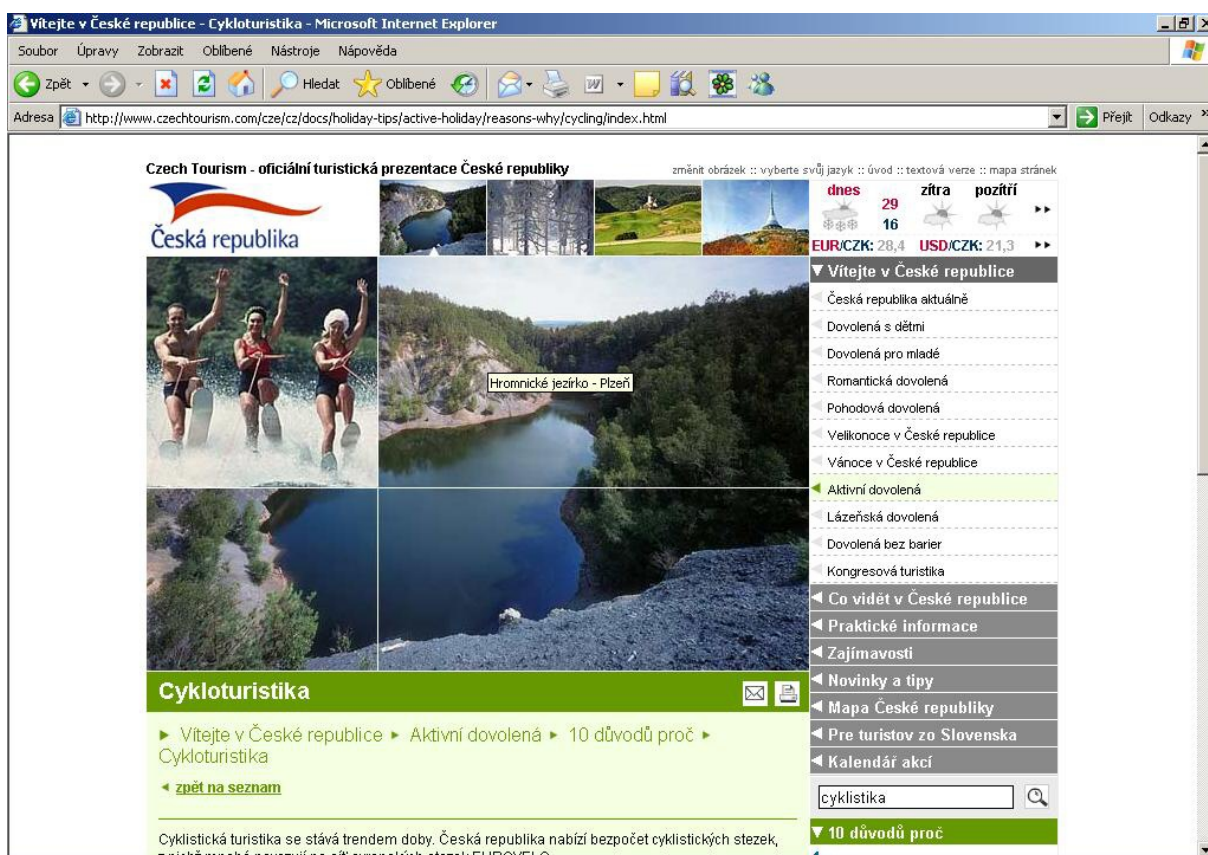 Vítejte v České republice - Cykloturistika - Microsoft Internet Explorer
Soubor Úpravy Zobrazit Oblíbené Nástroje Nápověda
Zpět Hledat Oblíbené
Adresa http://www.czechtourism.com/cze/cz/docs/holiday-tips/active-holiday/reasons-why/cycling/index.html Přejít Odkazy »
Czech Tourism - oficiální turistická prezentace České republiky
změnit obrázek :: vyberte svůj jazyk :: úvod :: textová verze :: mapa stránek
Česká republika
dnes zítra pozítří
29
16
EUR/CZK: 28,4 USD/CZK: 21,3
Hromnické jezírko - Plzeň
Vítejte v České republice
Česká republika aktuálně
Dovolená s dětmi
Dovolená pro mladé
Romantická dovolená
Pohodová dovolená
Velikonoce v České republice
Vánoce v České republice
Aktivní dovolená
Lázeňská dovolená
Dovolená bez barier
Kongresová turistika
Co vidět v České republice
Praktické informace
Zajímavosti
Novinky a tipy
Mapa České republiky
Pre turistov zo Slovenska
Kalendář akcí
cyklistika
10 důvodů proč
Cykloturistika
Vítejte v České republice ► Aktivní dovolená ► 10 důvodů proč ►
Cykloturistika
zpět na seznam
Cyklistická turistika se stává trendem doby. Česká republika nabízí bezpočet cyklistických stezek,